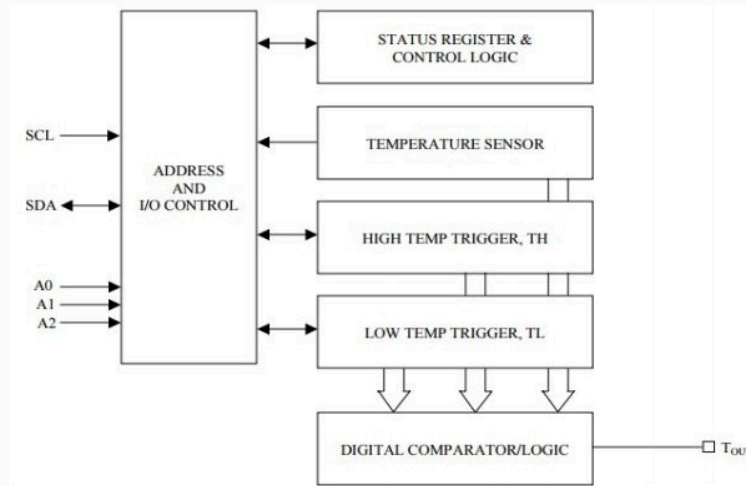 STATUS REGISTER &
CONTROL LOGIC
SCL
TEMPERATURE SENSOR
ADDRESS
AND
I/O CONTROL
SDA
HIGH TEMP TRIGGER, TH
A0
A1
A2
LOW TEMP TRIGGER, TL
DIGITAL COMPARATOR/LOGIC
TOU